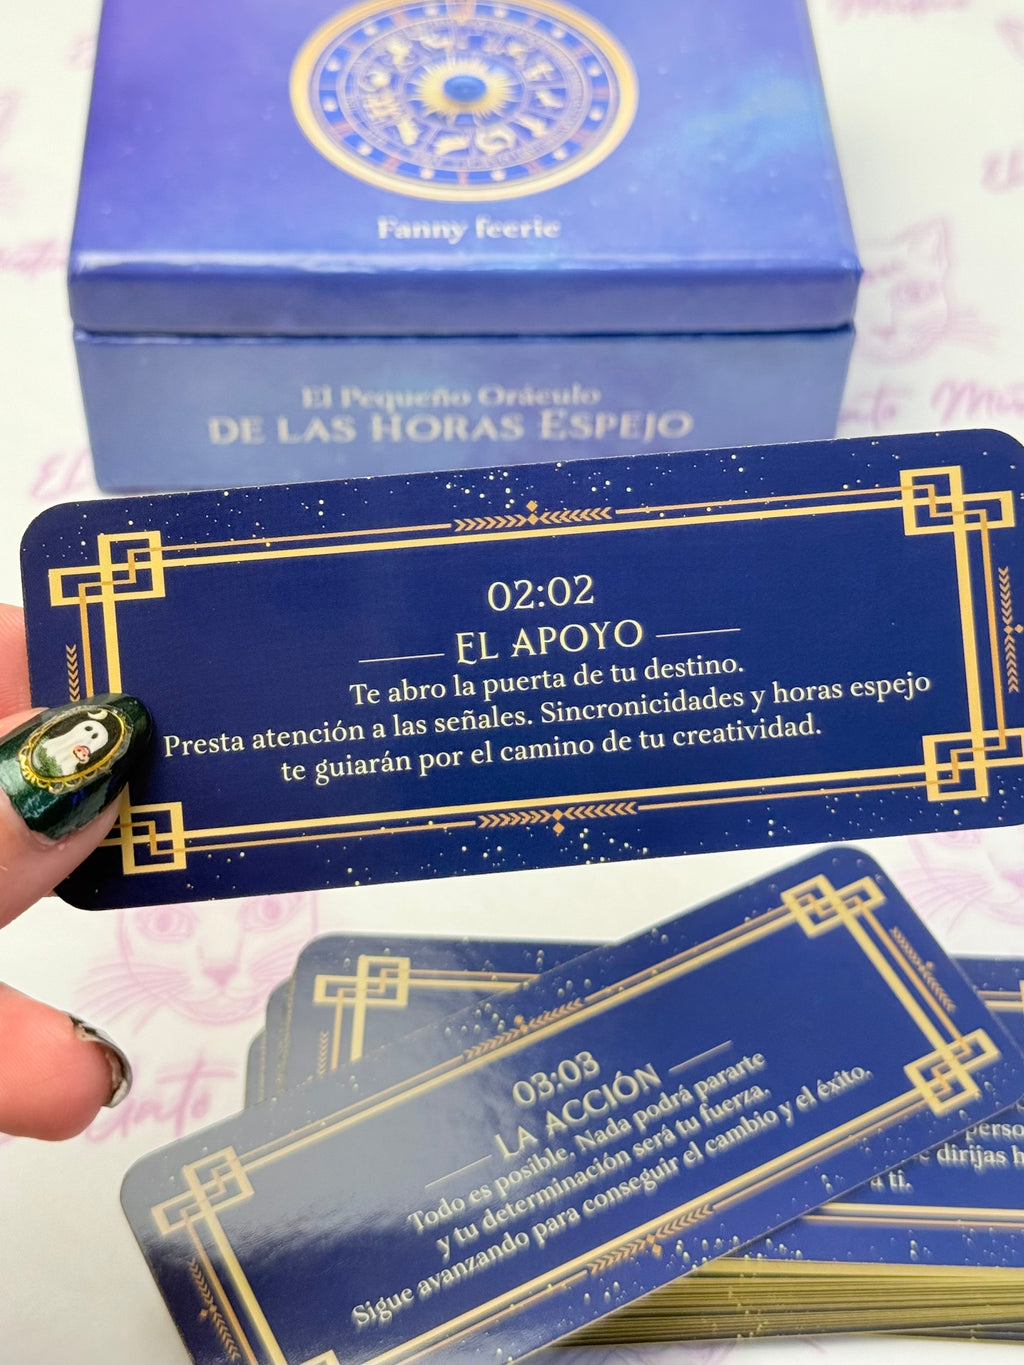 Fanny feerie
El Pequeño Oráculo
DE LAS HORAS ESPEJO
02:02
EL APOYO
Te abro la puerta de tu destino.
Presta atención a las señales. Sincronicidades y horas espejo
te guiarán por el camino de tu creatividad.
03:03
LA ACCIÓN
Todo es posible. Nada podrá pararte
y tu determinación será tu fuerza.
Sigue avanzando para conseguir el cambio y el éxito.
dirijas
a ti.